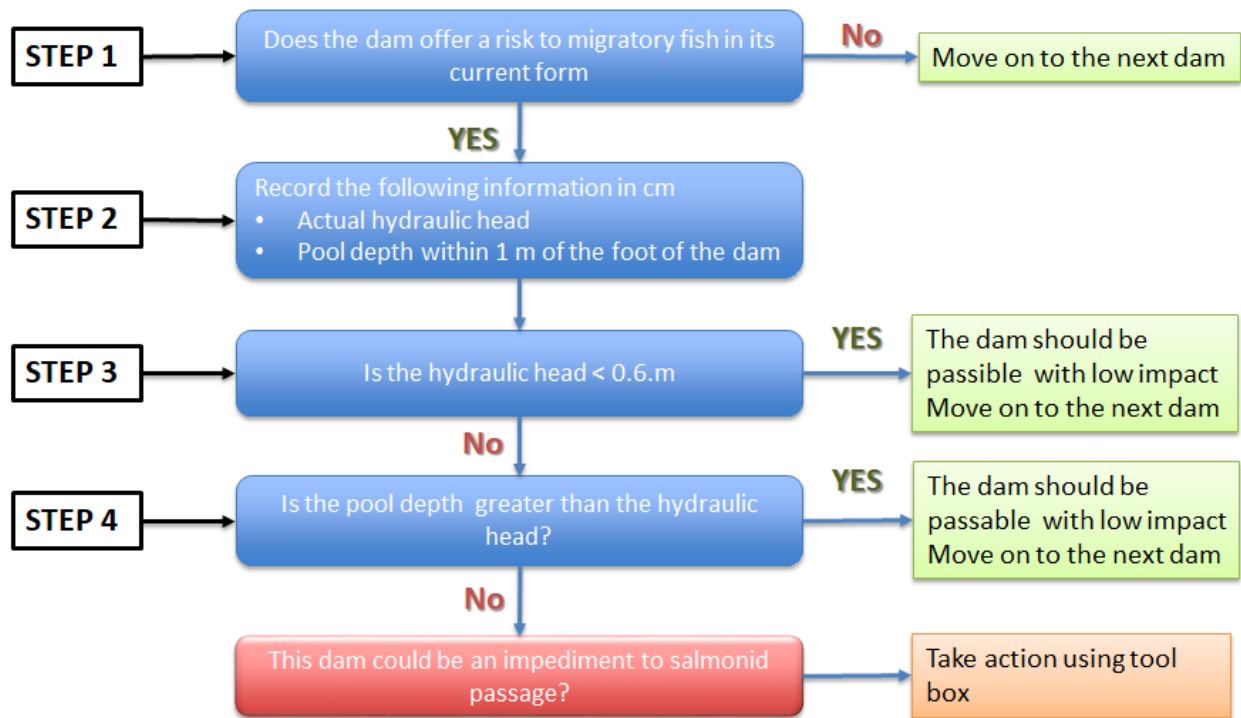 STEP 1
Does the dam offer a risk to migratory fish in its
current form
No
Move on to the next dam
YES
STEP 2
Record the following information in cm
• Actual hydraulic head
• Pool depth within 1 m of the foot of the dam
STEP 3
Is the hydraulic head < 0.6.m
YES
The dam should be
passible with low impact
Move on to the next dam
No
STEP 4
Is the pool depth greater than the hydraulic
head?
YES
The dam should be
passable with low impact
Move on to the next dam
No
This dam could be an impediment to salmonid
passage?
Take action using tool
box